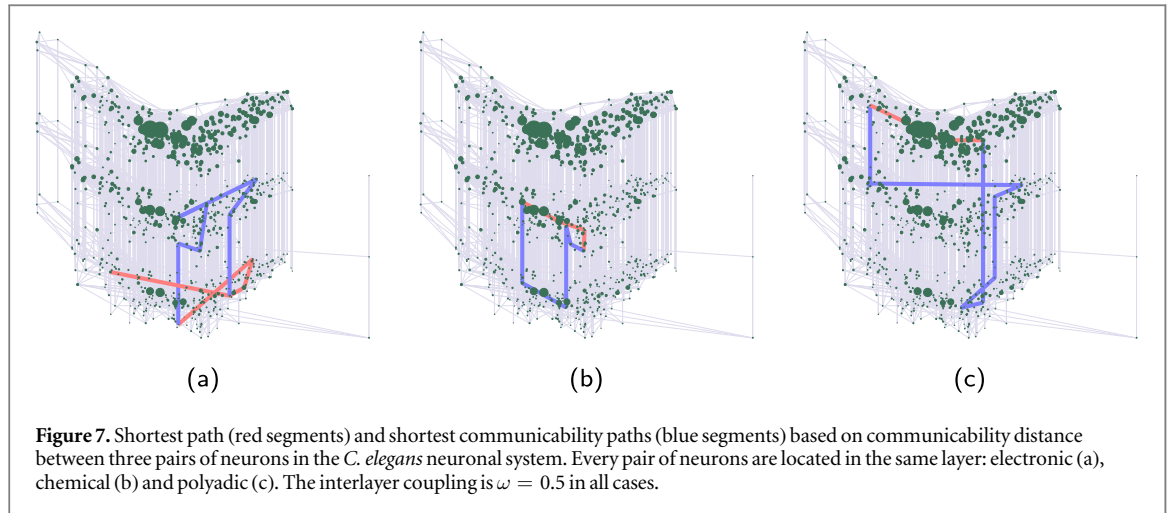 (a)
(b)
(c)
Figure 7. Shortest path (red segments) and shortest communicability paths (blue segments) based on communicability distance
between three pairs of neurons in the C. elegans neuronal system. Every pair of neurons are located in the same layer: electronic (a),
chemical (b) and polyadic (c). The interlayer coupling is ω = 0.5 in all cases.